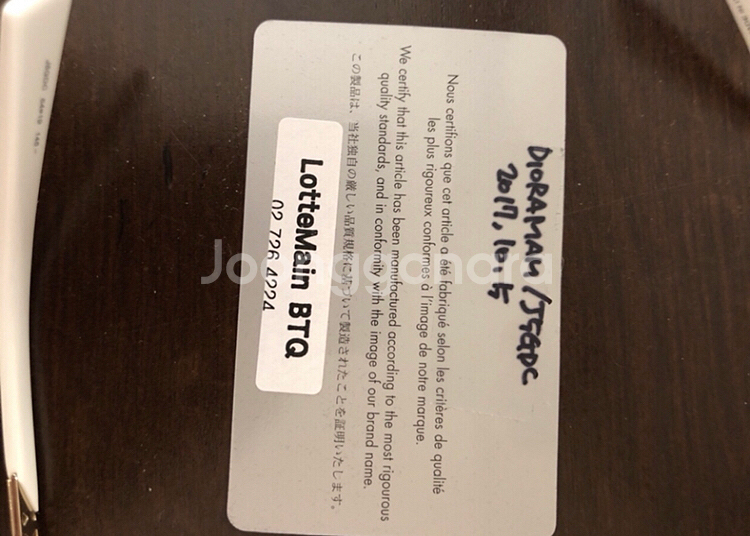 DIORAMAH/J5GDC
2017, 10.5
Nous certifions que cet article a été fabriqué selon les critères de qualité
les plus rigoureux conformes à l'image de notre marque.
We certify that this article has been manufactured according to the most rigourous
quality standards, and in conformity with the image of our brand name.
この製品は、当社独自の厳しい品質規格に基づいて製造されたことを証明いたします。
LotteMain BTQ
02 726 4224
Joonggonara